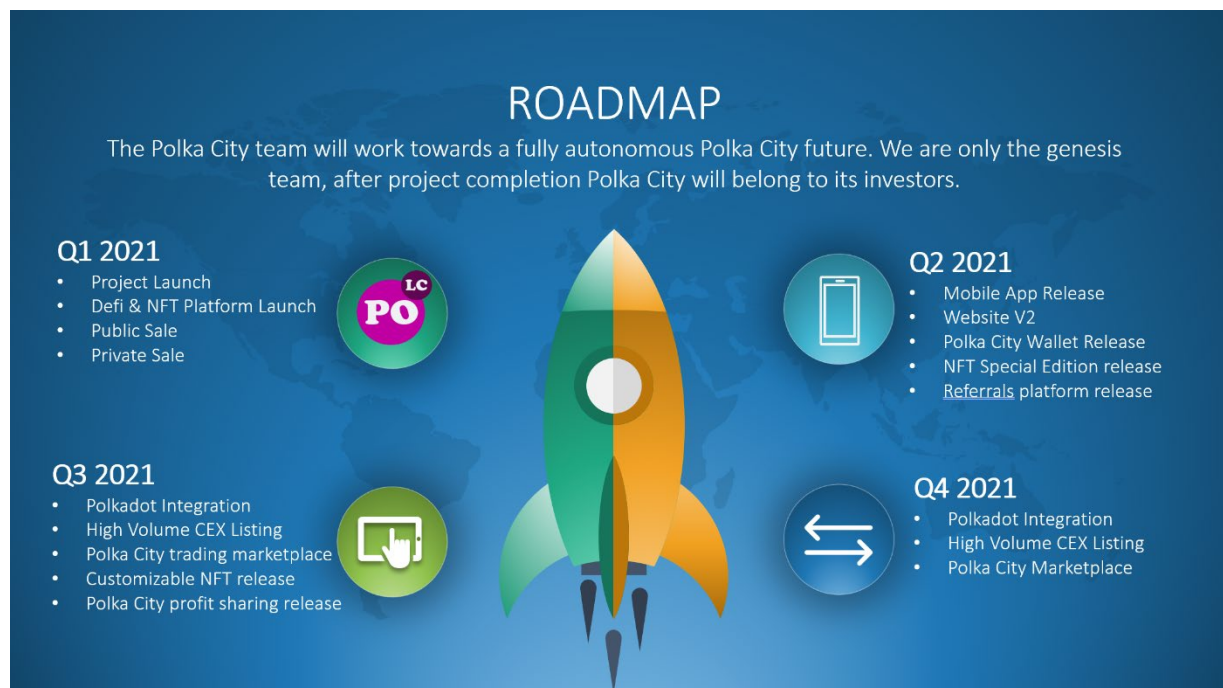 ROADMAP
The Polka City team will work towards a fully autonomous Polka City future. We are only the genesis
team, after project completion Polka City will belong to its investors.
Q1 2021
• Project Launch
• Defi & NFT Platform Launch
• Public Sale
• Private Sale
PO
LC
Q2 2021
• Mobile App Release
• Website V2
• Polka City Wallet Release
• NFT Special Edition release
• Referrals platform release
Q3 2021
• Polkadot Integration
• High Volume CEX Listing
• Polka City trading marketplace
• Customizable NFT release
• Polka City profit sharing release
Q4 2021
• Polkadot Integration
• High Volume CEX Listing
• Polka City Marketplace